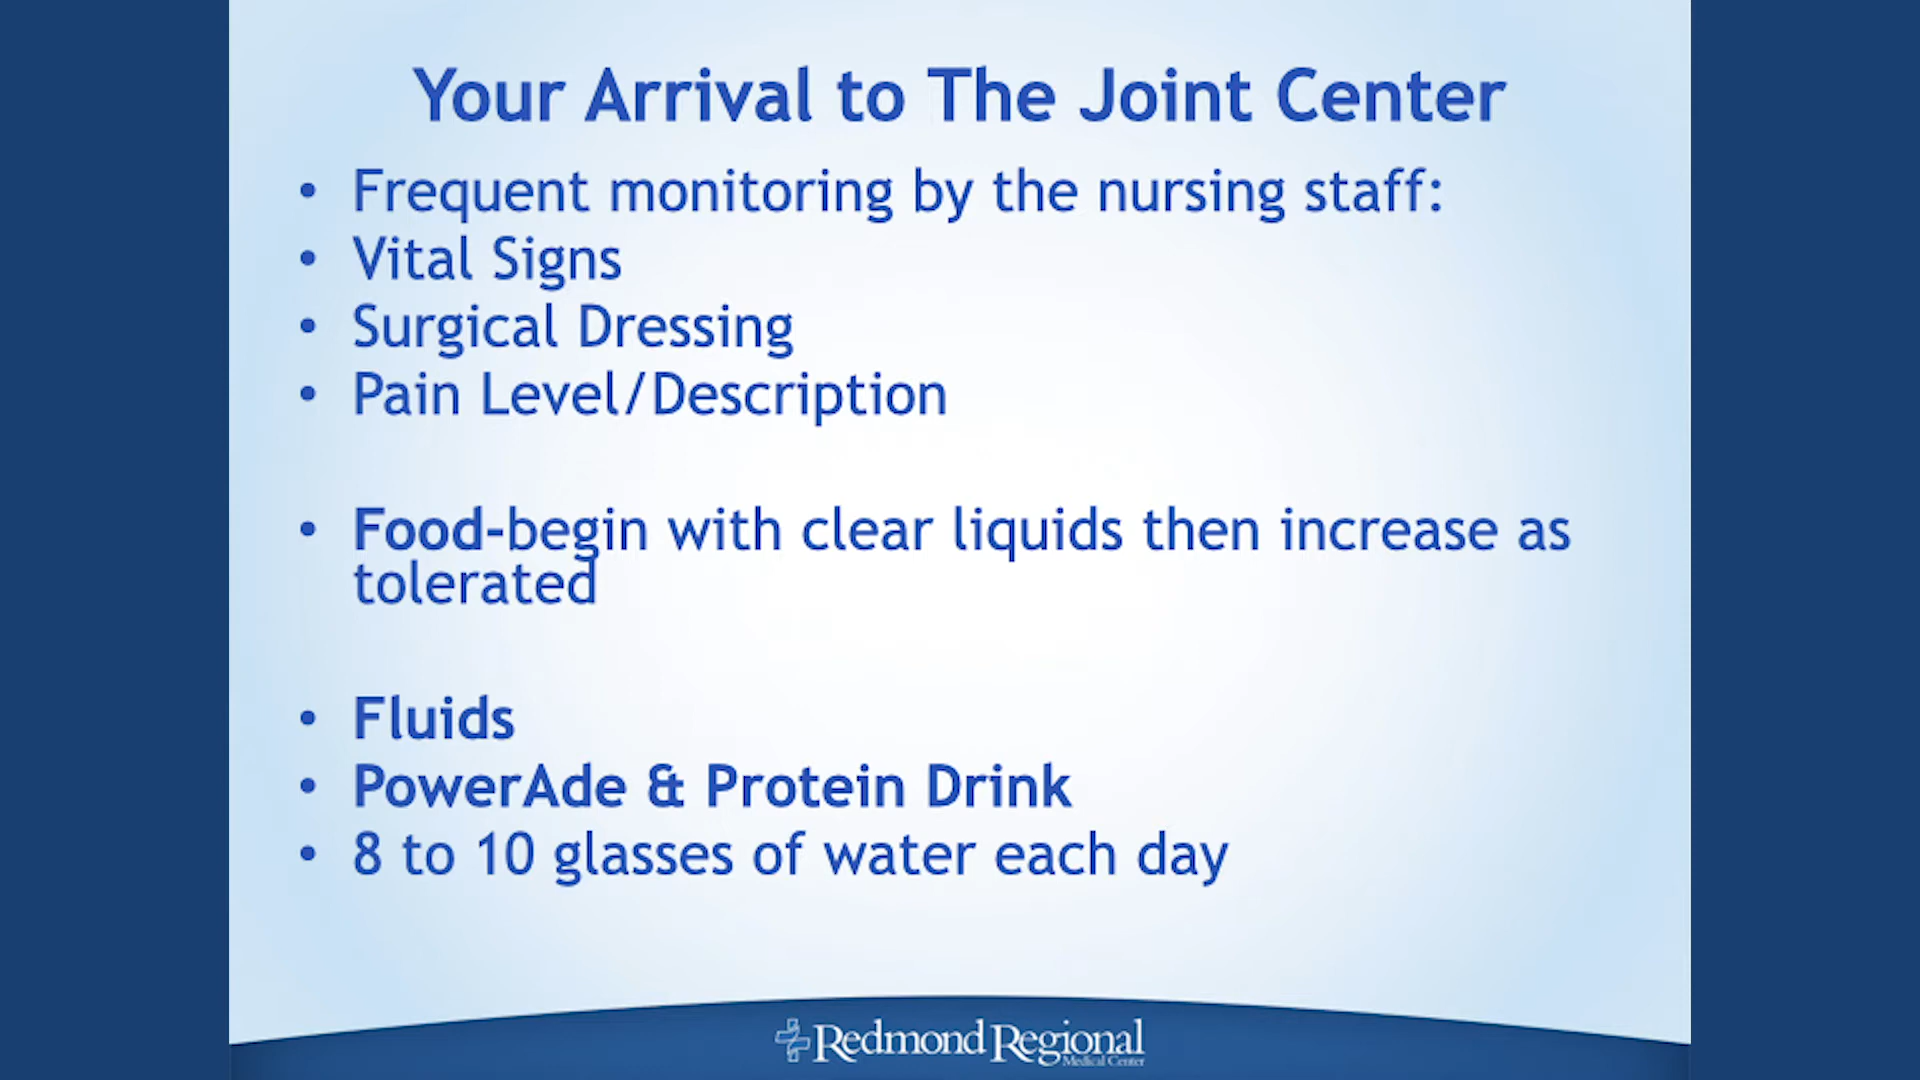 Your Arrival to The Joint Center
• Frequent monitoring by the nursing staff:
• Vital Signs
• Surgical Dressing
• Pain Level/Description
• Food-begin with clear liquids then increase as
tolerated
• Fluids
• PowerAde & Protein Drink
• 8 to 10 glasses of water each day
Redmond Regional
Medical Center